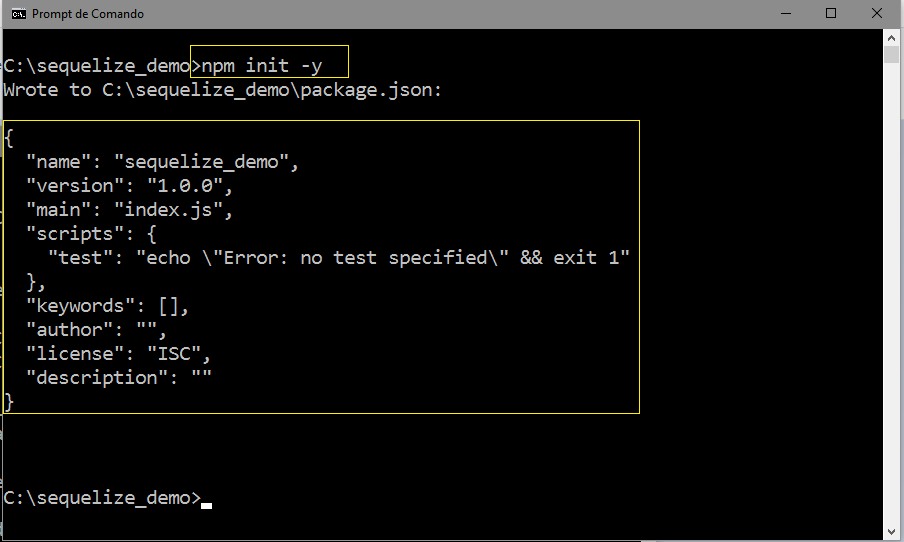 Prompt de Comando
C:\sequelize_demo>npm init -y
Wrote to C:\sequelize_demo\package.json:
{
  "name": "sequelize_demo",
  "version": "1.0.0",
  "main": "index.js",
  "scripts": {
    "test": "echo \"Error: no test specified\" && exit 1"
  },
  "keywords": [],
  "author": "",
  "license": "ISC",
  "description": ""
}
C:\sequelize_demo>